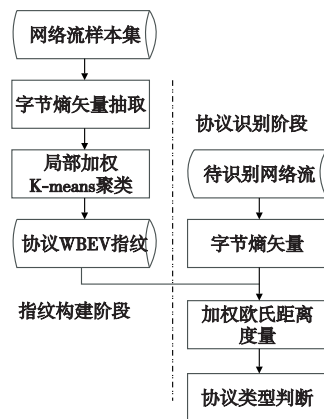 网络流样本集
字节熵矢量抽取
局部加权
K-means聚类
协议WBEV指纹
指纹构建阶段
协议识别阶段
待识别网络流
字节熵矢量
加权欧氏距离
度量
协议类型判断